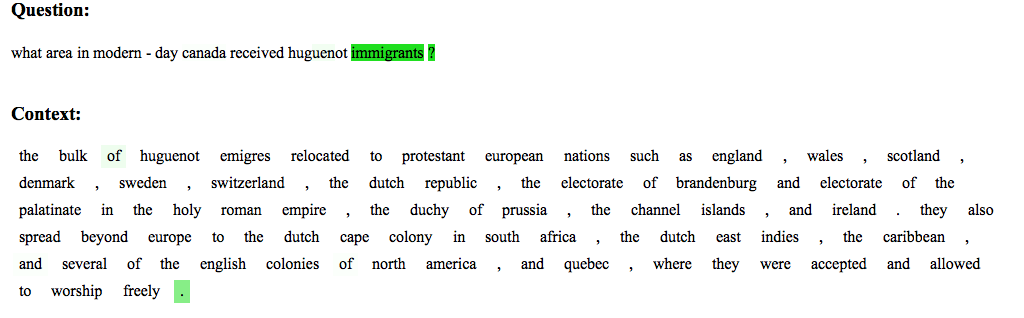 Question:
what area in modern - day canada received huguenot immigrants ?
Context:
the bulk of huguenot emigres relocated to protestant european nations such as england , wales , scotland ,
denmark , sweden , switzerland , the dutch republic , the electorate of brandenburg and electorate of the
palatinate in the holy roman empire , the duchy of prussia , the channel islands , and ireland . they also
spread beyond europe to the dutch cape colony in south africa , the dutch east indies , the caribbean ,
and several of the english colonies of north america , and quebec , where they were accepted and allowed
to worship freely .